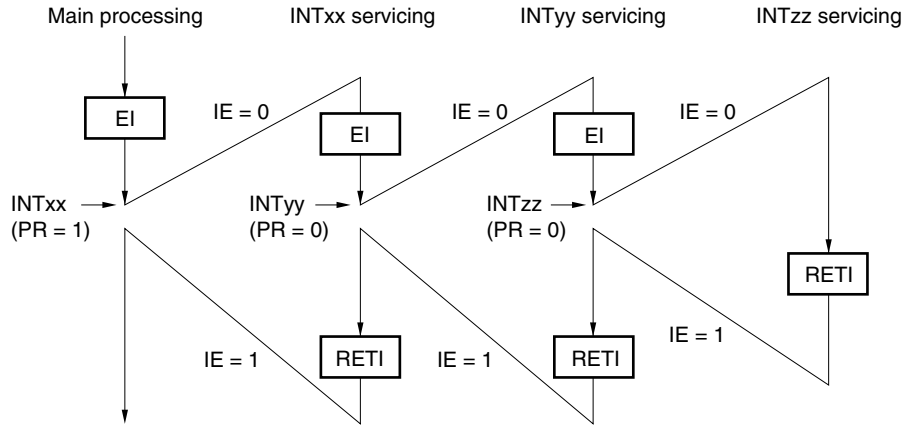 Main processing
INTxx servicing
INTyy servicing
INTzz servicing
EI
IE = 0
EI
IE = 0
EI
IE = 0
INTxx
(PR = 1)
INTyy
(PR = 0)
INTzz
(PR = 0)
RETI
IE = 1
RETI
IE = 1
RETI
IE = 1